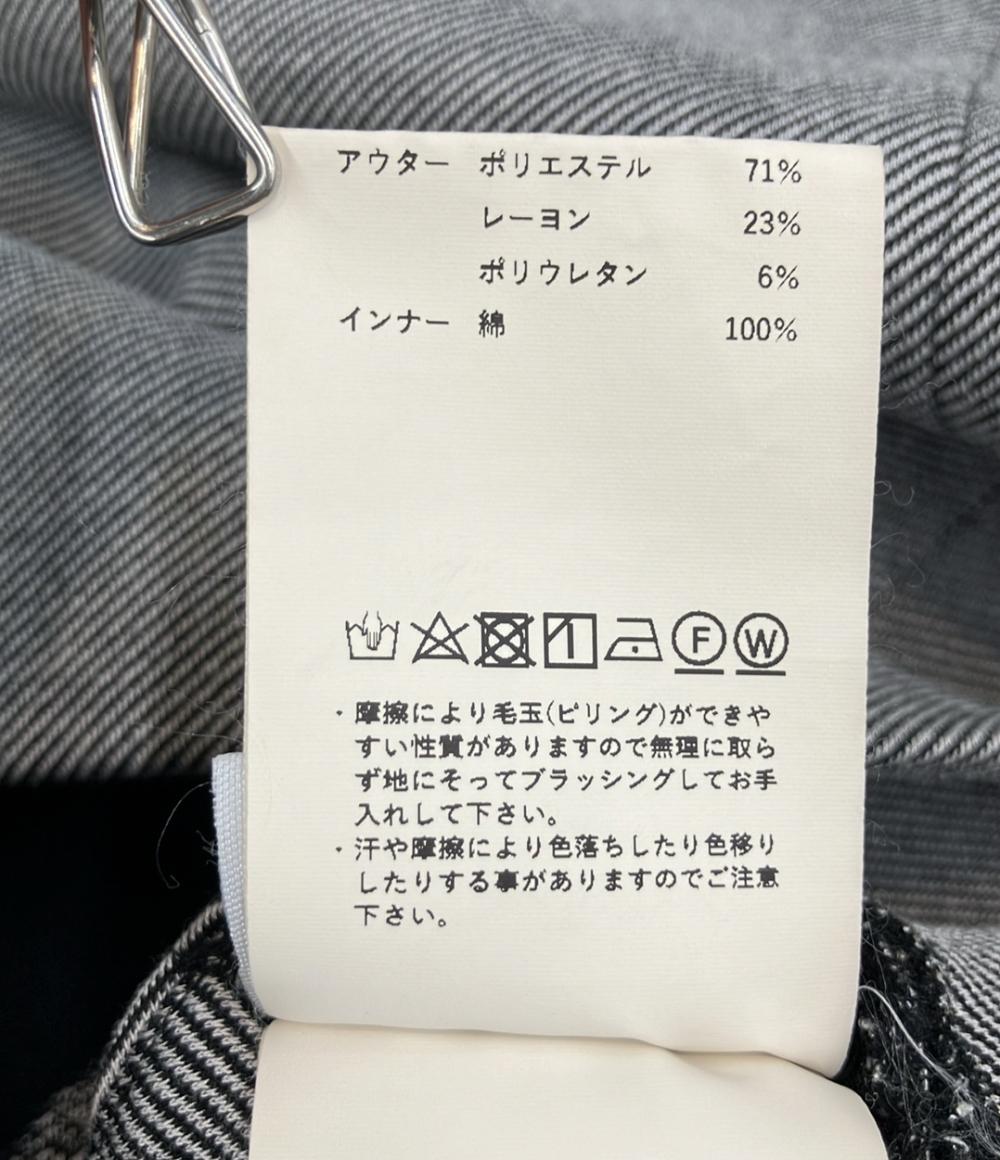 アウター ポリエステル 71%
レーヨン 23%
ポリウレタン 6%
インナー 綿 100%
F W
・摩擦により毛玉(ピリング)ができや
すい性質がありますので無理に取ら
ず地にそってブラッシングしてお手
入れして下さい。
・汗や摩擦により色落ちしたり色移り
したりする事がありますのでご注意
下さい。